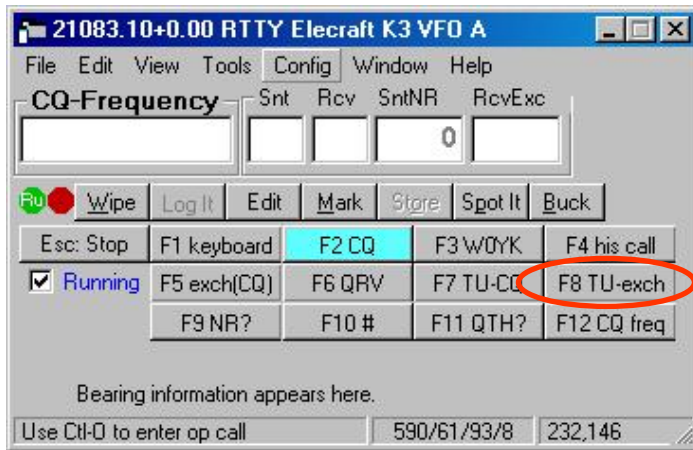 21083.10+0.00 RTTY Elecraft K3 VFO A
File Edit View Tools Config Window Help
CQ-Frequency Snt Rcv SntNR RcvExc
0
Ru Wipe Log It Edit Mark Store Spot It Buck
Esc: Stop F1 keyboard F2 CQ F3 W0YK F4 his call
Running F5 exch(CQ) F6 QRV F7 TU-CQ F8 TU-exch
F9 NR? F10 # F11 QTH? F12 CQ freq
Bearing information appears here.
Use Ctl-O to enter op call 590/61/93/8 232,146